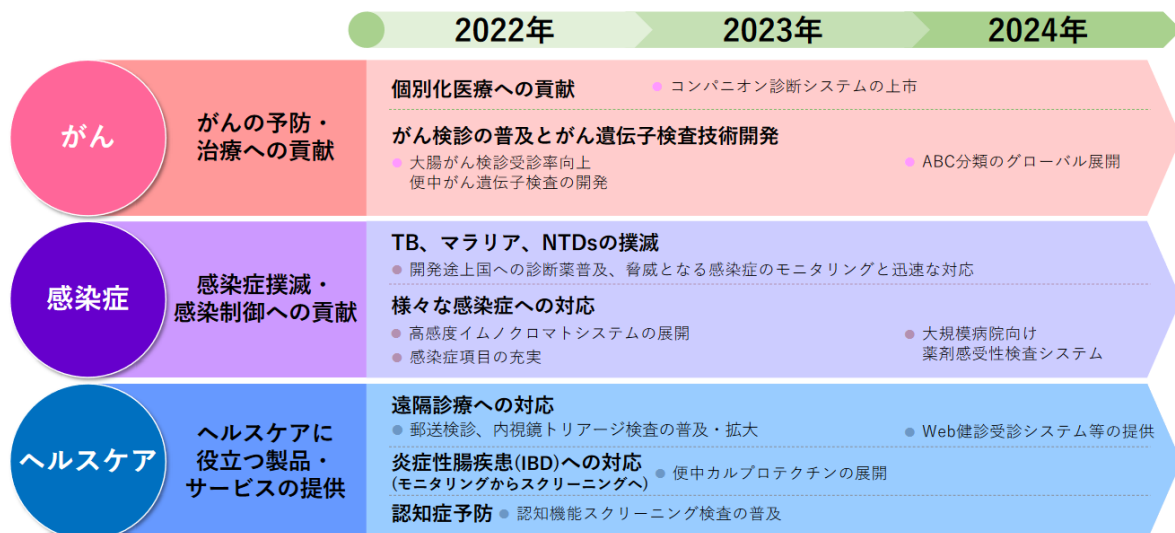 2022年
2023年
2024年
がん
がんの予防・
治療への貢献
個別化医療への貢献
コンパニオン診断システムの上市
がん検診の普及とがん遺伝子検査技術開発
大腸がん検診受診率向上
便中がん遺伝子検査の開発
ABC分類のグローバル展開
感染症
感染症撲滅・
感染制御への貢献
TB、マラリア、NTDsの撲滅
開発途上国への診断薬普及、脅威となる感染症のモニタリングと迅速な対応
様々な感染症への対応
高感度イムノクロマトシステムの展開
感染症項目の充実
大規模病院向け
薬剤感受性検査システム
ヘルスケア
ヘルスケアに
役立つ製品・
サービスの提供
遠隔診療への対応
郵送検診、内視鏡トリアージ検査の普及・拡大
Web健診受診システム等の提供
炎症性腸疾患(IBD)への対応
(モニタリングからスクリーニングへ)
便中カルプロテクチンの展開
認知症予防
認知機能スクリーニング検査の普及